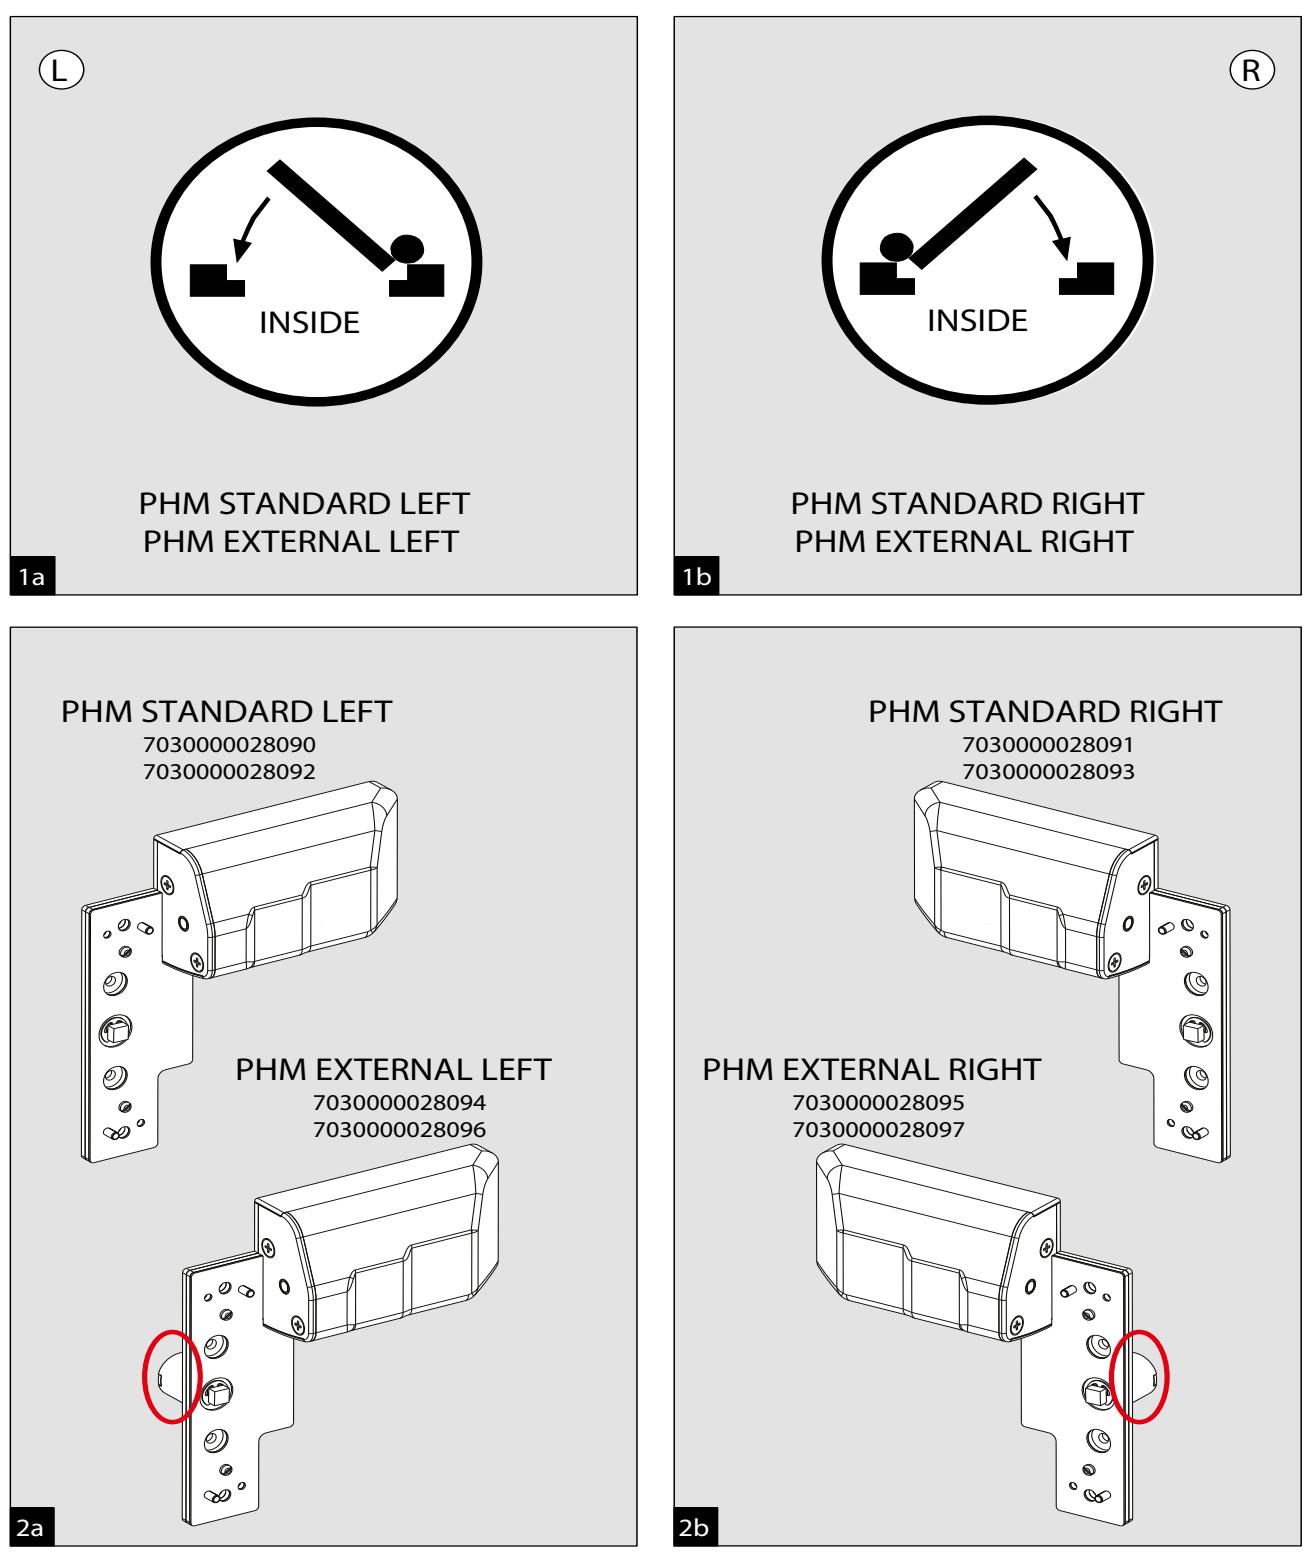 L
INSIDE
PHM STANDARD LEFT
PHM EXTERNAL LEFT
1a
R
INSIDE
PHM STANDARD RIGHT
PHM EXTERNAL RIGHT
1b
PHM STANDARD LEFT
7030000028090
7030000028092
PHM EXTERNAL LEFT
7030000028094
7030000028096
2a
PHM STANDARD RIGHT
7030000028091
7030000028093
PHM EXTERNAL RIGHT
7030000028095
7030000028097
2b